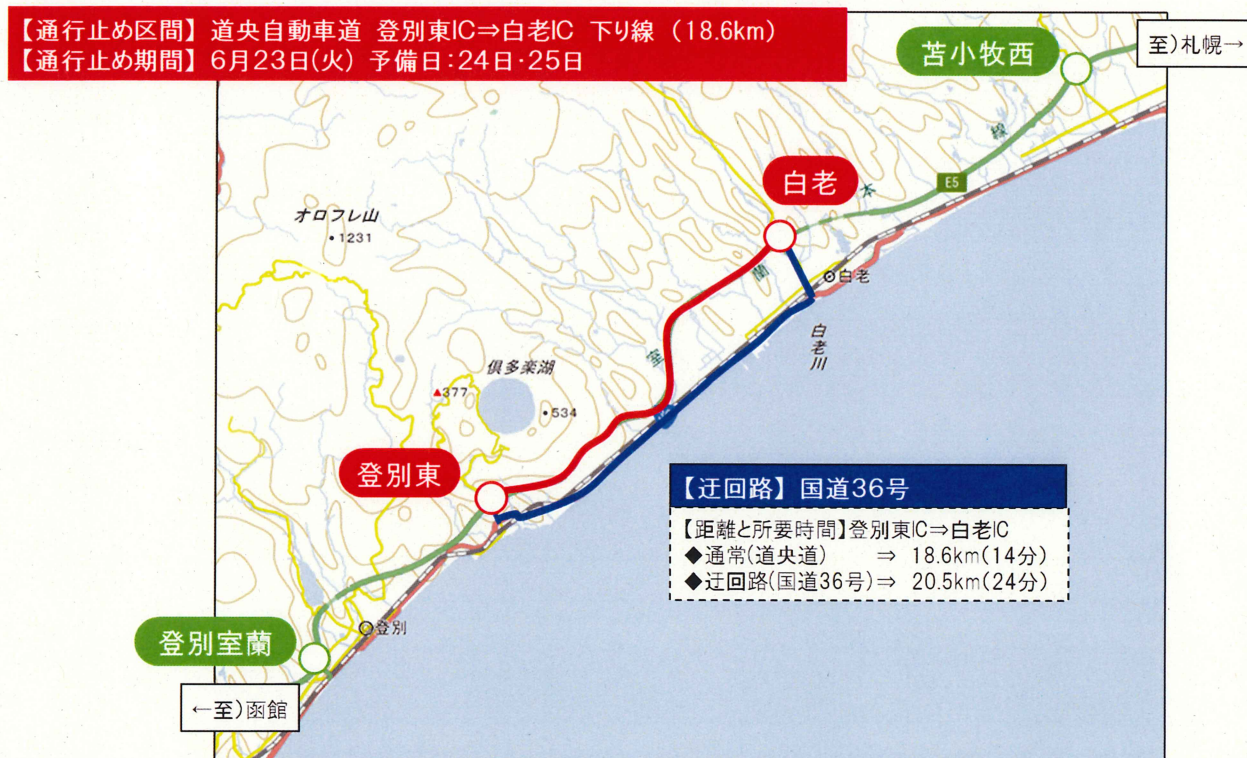 【通行止め区間】 道央自動車道 登別東IC⇒白老IC 下り線 (18.6km)
【通行止め期間】 6月23日(火) 予備日:24日・25日
苫小牧西
至)札幌→
線
E5
白老
本
オロフレ山
・1231
蘭
白老
白老川
室
倶多楽湖
▲377
・534
登別東
【迂回路】 国道36号
【距離と所要時間】登別東IC⇒白老IC
◆通常(道央道) ⇒ 18.6km(14分)
◆迂回路(国道36号)⇒ 20.5km(24分)
登別室蘭
登別
←至)函館